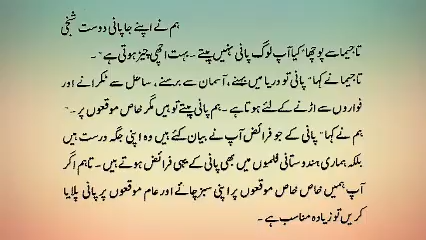 ہم نے اپنے جاپانی دوست شنجی
تاجیما سے پوچھا "کیا آپ لوگ پانی نہیں پیتے۔ بہت اچھی چیز ہوتی ہے"۔
تاجیما نے کہا" پانی تو دریا میں بہنے، آسمان سے برسنے، ساحل سے ٹکرانے اور
فواروں سے اڑنے کے لئے ہوتا ہے۔ ہم پانی پیتے تو ہیں مگر خاص موقعوں پر۔"
ہم نے کہا" پانی کے جو فرائض آپ نے بیان کئے ہیں وہ اپنی جگہ درست ہیں
بلکہ ہماری ہندوستانی فلموں میں بھی پانی کے یہی فرائض ہوتے ہیں۔ تاہم اگر
آپ ہمیں خاص خاص موقعوں پر اپنی سبز چائے اور عام موقعوں پر پانی پلایا
کریں تو زیادہ مناسب ہے۔